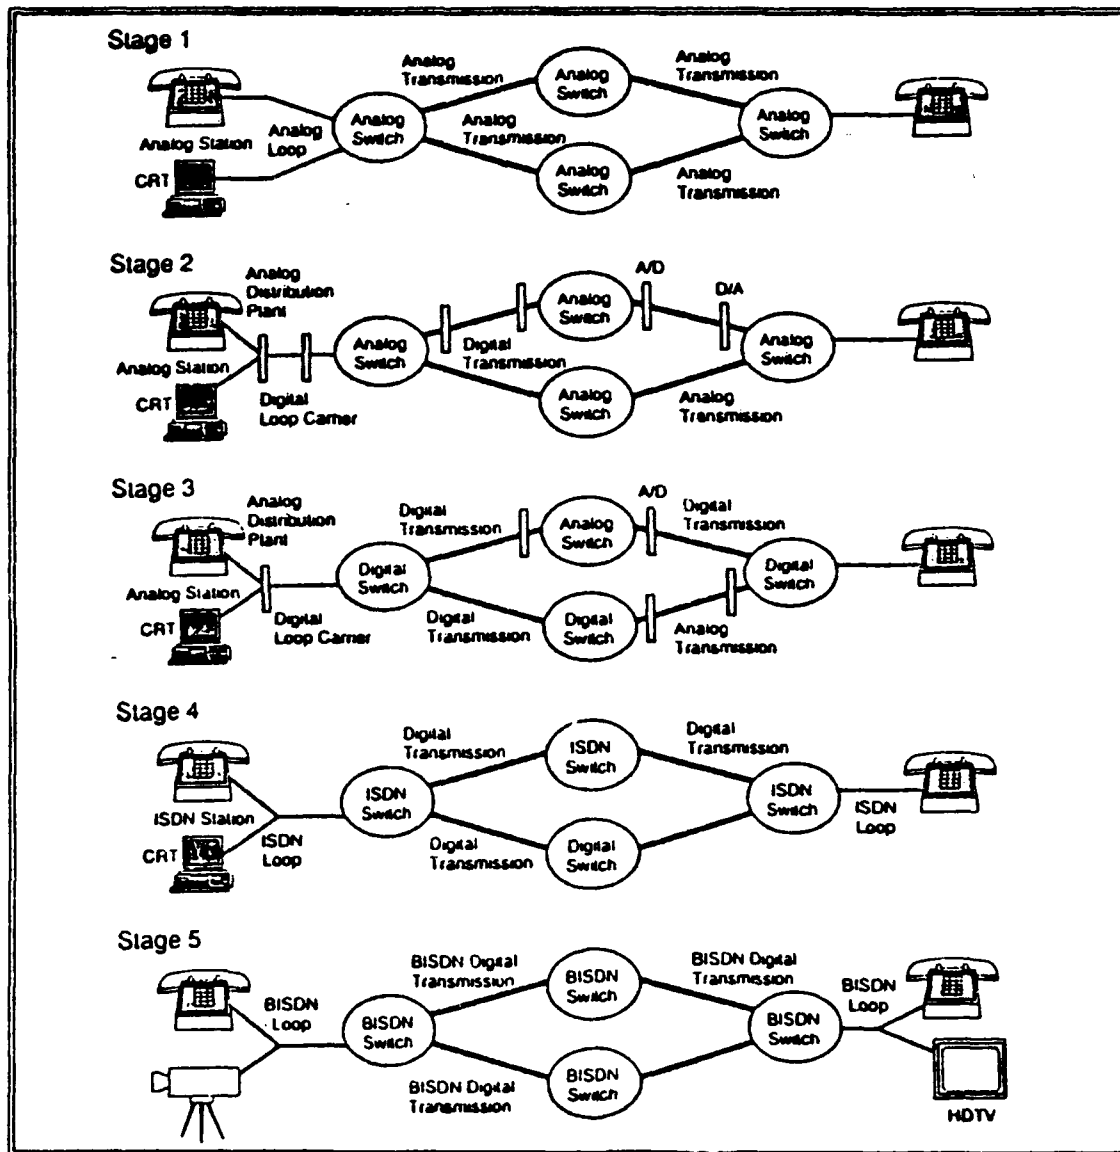 Stage 1
Analog
Transmission
Analog
Switch
Analog
Transmission
Analog Station
Analog
Loop
Analog
Switch
Analog
Transmission
Analog
Switch
CRT
Analog
Switch
Analog
Transmission
Stage 2
Analog
Distribution
Plant
A/D
Analog
Switch
D/A
Analog Station
Analog
Switch
Digital
Transmission
Analog
Switch
CRT
Digital
Loop Carrier
Analog
Switch
Analog
Transmission
Stage 3
Analog
Distribution
Plant
Digital
Transmission
Analog
Switch
A/D
Digital
Transmission
Analog Station
Digital
Switch
Digital
Switch
CRT
Digital
Loop Carrier
Digital
Transmission
Digital
Switch
Analog
Transmission
Stage 4
Digital
Transmission
ISDN
Switch
Digital
Transmission
ISDN Station
ISDN
Switch
ISDN
Switch
ISDN
Loop
CRT
ISDN
Loop
Digital
Transmission
Digital
Switch
Stage 5
BISDN Digital
Transmission
BISDN
Switch
BISDN Digital
Transmission
BISDN
Loop
BISDN
Loop
BISDN
Switch
BISDN
Switch
BISDN Digital
Transmission
BISDN
Switch
HDTV